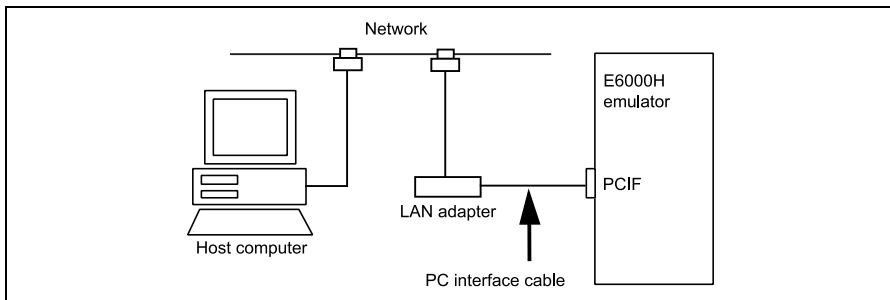 Network
E6000H
emulator
PCIF
LAN adapter
Host computer
PC interface cable